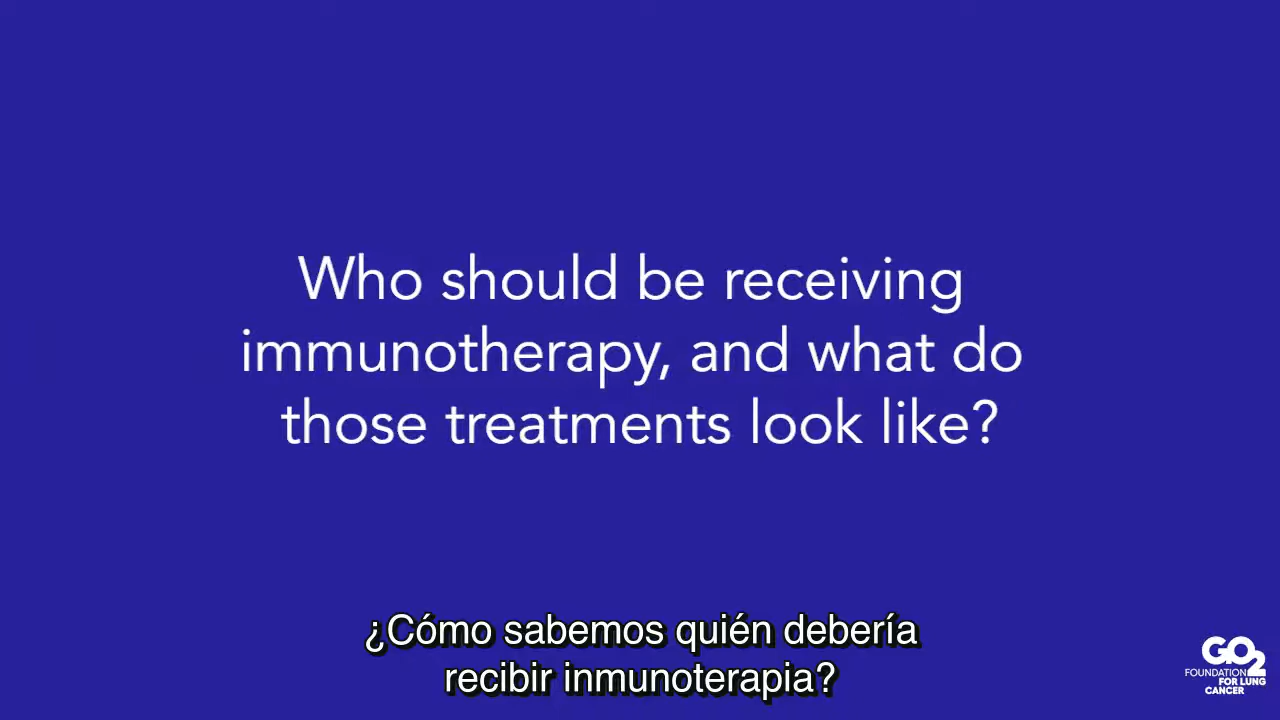 Who should be receiving
immunotherapy, and what do
those treatments look like?
¿Cómo sabemos quién debería
recibir inmunoterapia?
GO2
FOUNDATION
FOR LUNG
CANCER